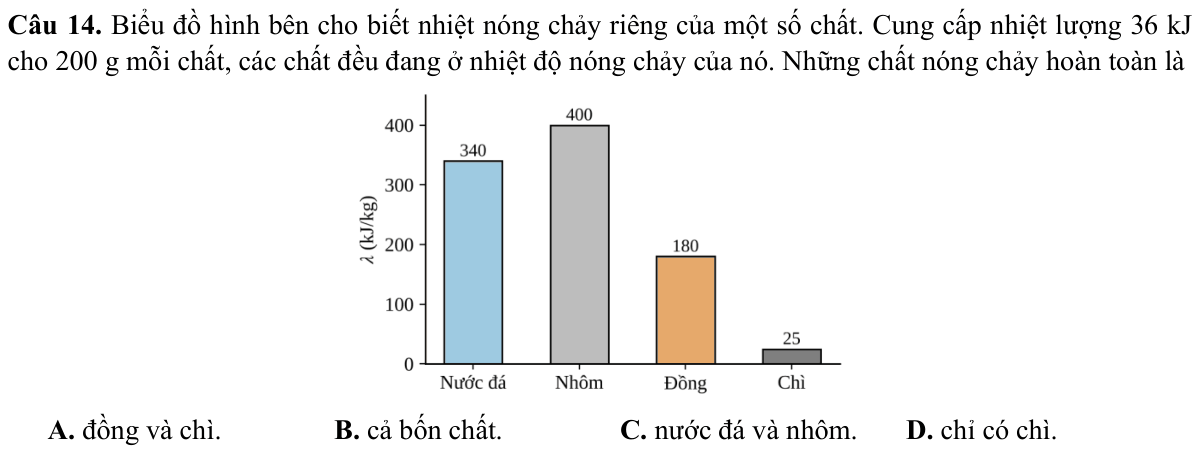 Câu 14. Biểu đồ hình bên cho biết nhiệt nóng chảy riêng của một số chất. Cung cấp nhiệt lượng 36 kJ
cho 200 g mỗi chất, các chất đều đang ở nhiệt độ nóng chảy của nó. Những chất nóng chảy hoàn toàn là
400
300
200
100
0
λ (kJ/kg)
340
400
180
25
Nước đá
Nhôm
Đồng
Chì
A. đồng và chì. B. cả bốn chất. C. nước đá và nhôm. D. chỉ có chì.